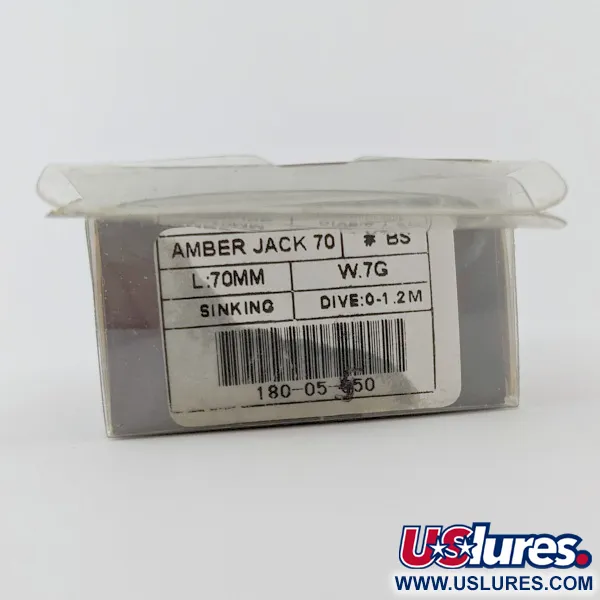 AMBER JACK 70 # BS
L:70MM W.7G
SINKING DIVE:0-1.2M
USlures.
WWW.USLURES.COM